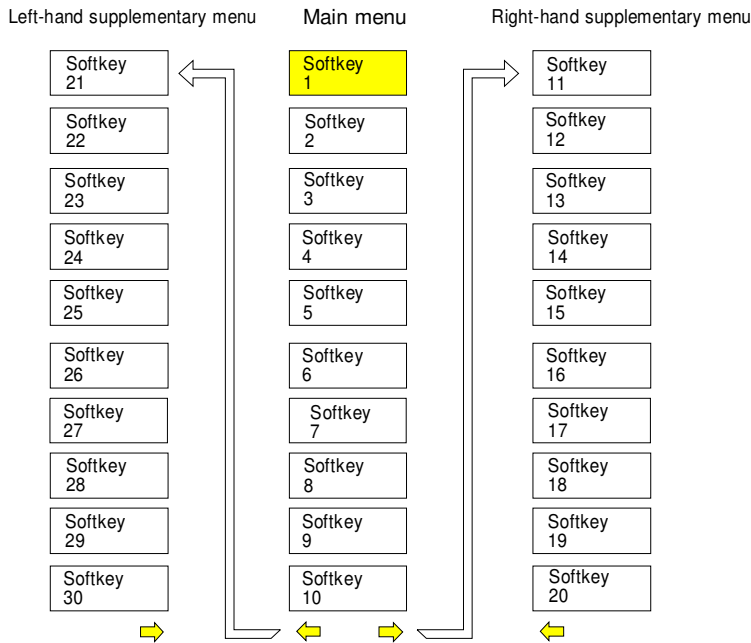 Left-hand supplementary menu
Main menu
Right-hand supplementary menu
Softkey
21
Softkey
22
Softkey
23
Softkey
24
Softkey
25
Softkey
26
Softkey
27
Softkey
28
Softkey
29
Softkey
30
Softkey
1
Softkey
2
Softkey
3
Softkey
4
Softkey
5
Softkey
6
Softkey
7
Softkey
8
Softkey
9
Softkey
10
Softkey
11
Softkey
12
Softkey
13
Softkey
14
Softkey
15
Softkey
16
Softkey
17
Softkey
18
Softkey
19
Softkey
20